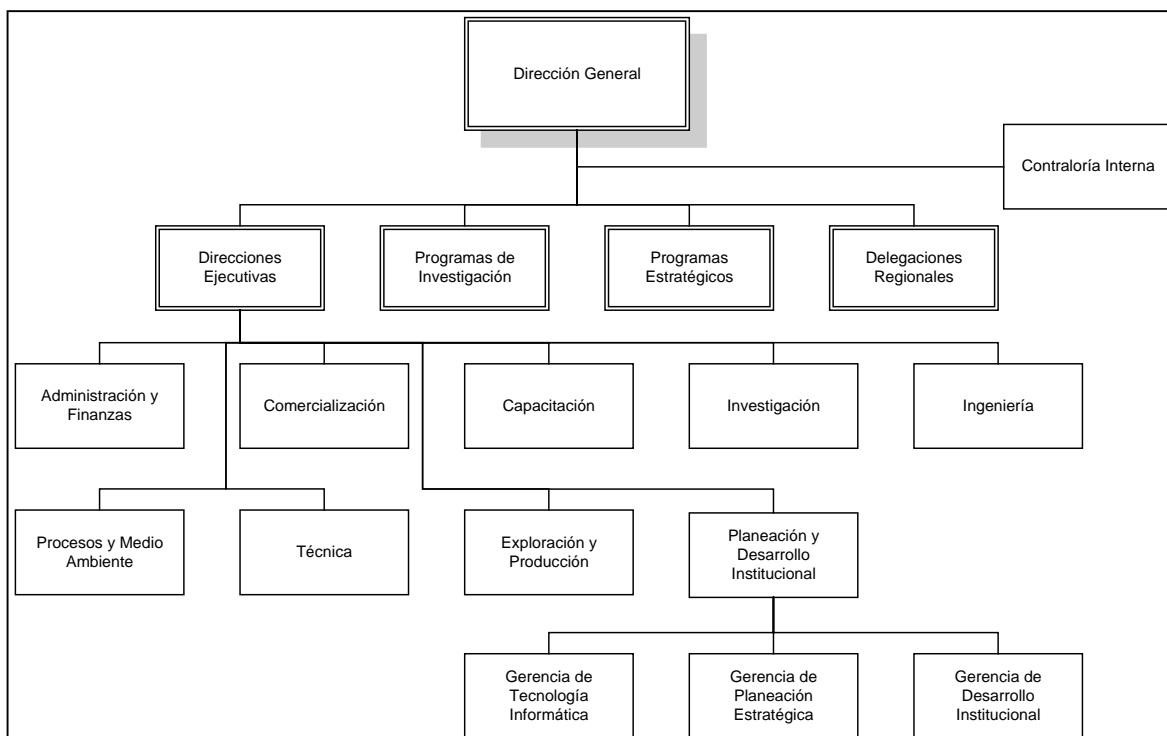 Dirección General
Contraloría Interna
Direcciones
Ejecutivas
Programas de
Investigación
Programas
Estratégicos
Delegaciones
Regionales
Administración y
Finanzas
Comercialización
Capacitación
Investigación
Ingeniería
Procesos y Medio
Ambiente
Técnica
Exploración y
Producción
Planeación y
Desarrollo
Institucional
Gerencia de
Tecnología
Informática
Gerencia de
Planeación
Estratégica
Gerencia de
Desarrollo
Institucional